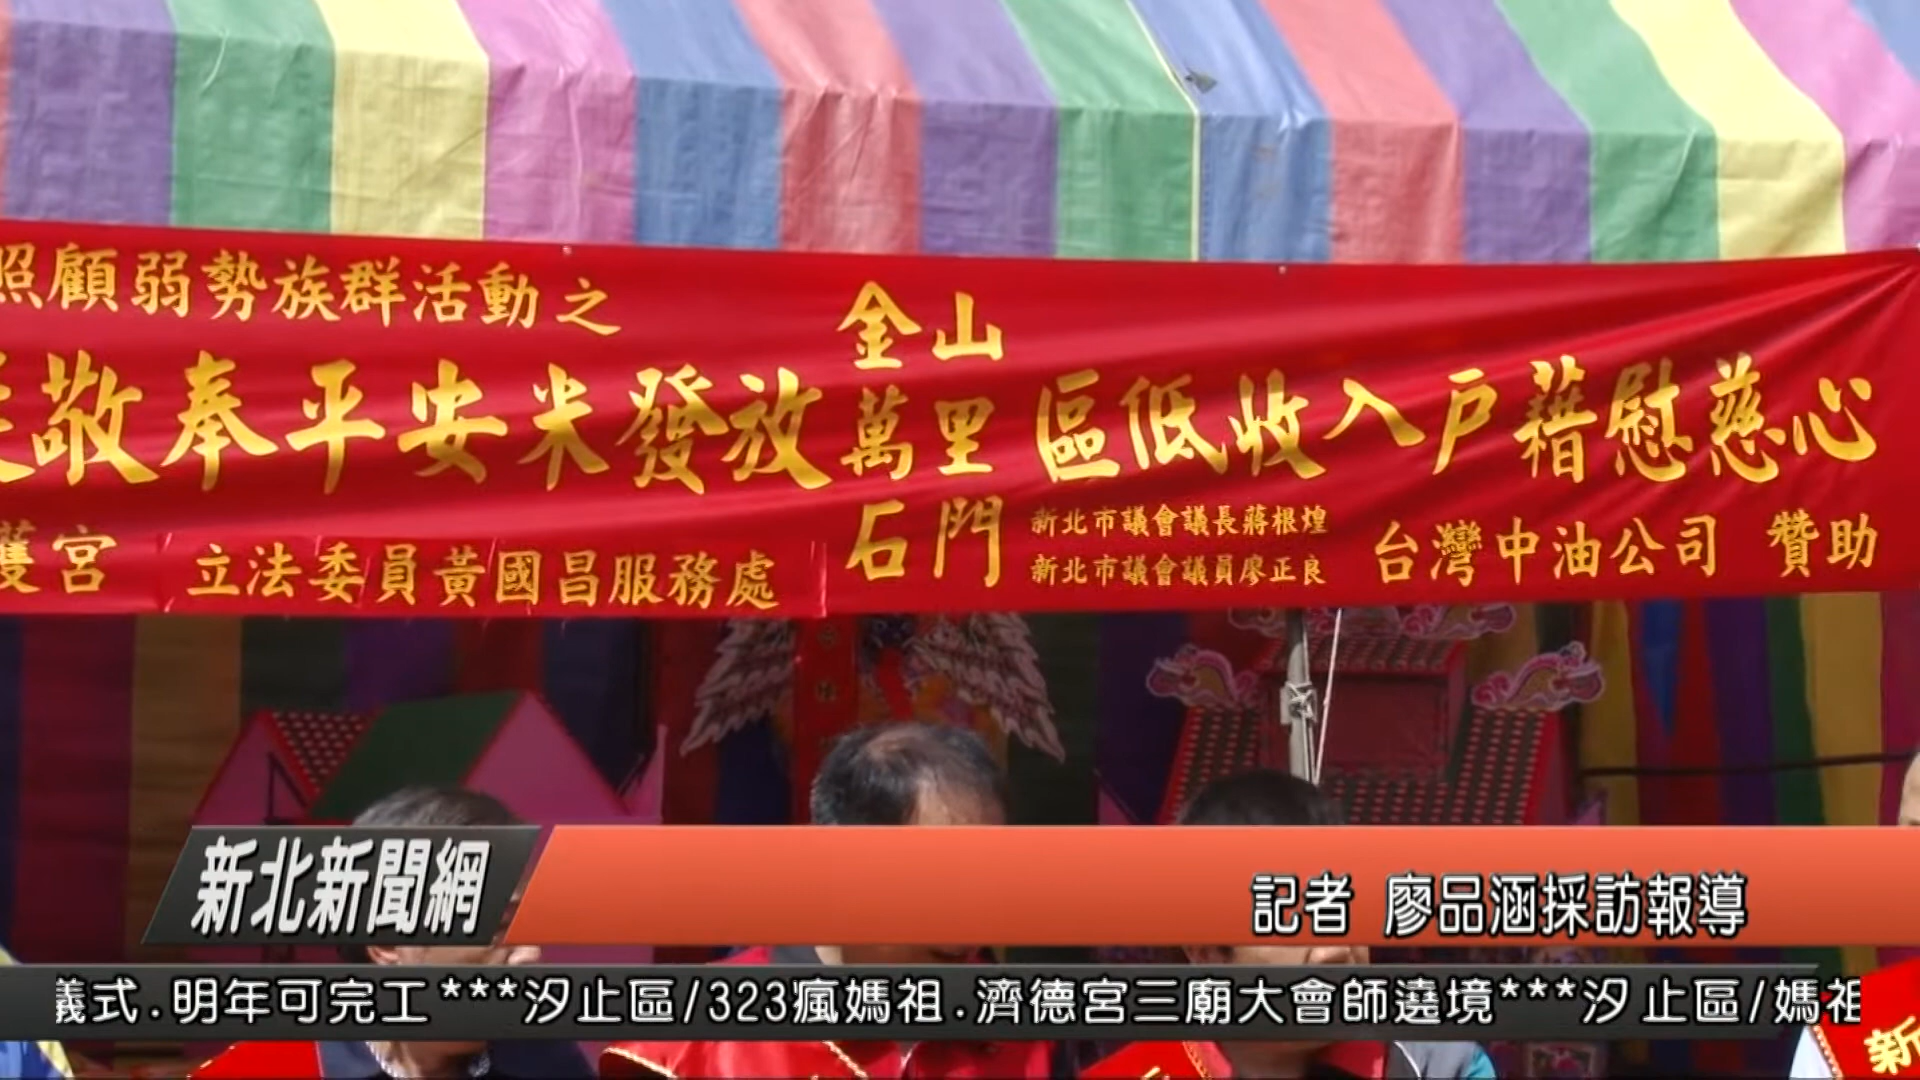 照顧弱勢族群活動之
敬奉平安米發放
金山
萬里
石門
區低收入戶藉慰慈心
護宮
立法委員黃國昌服務處
新北市議會議長蔣根煌
新北市議會議員廖正良
台灣中油公司 贊助
新北新聞網
記者 廖品涵採訪報導
義式.明年可完工***汐止區/323瘋媽祖.濟德宮三廟大會師遶境***汐止區/媽祖
新